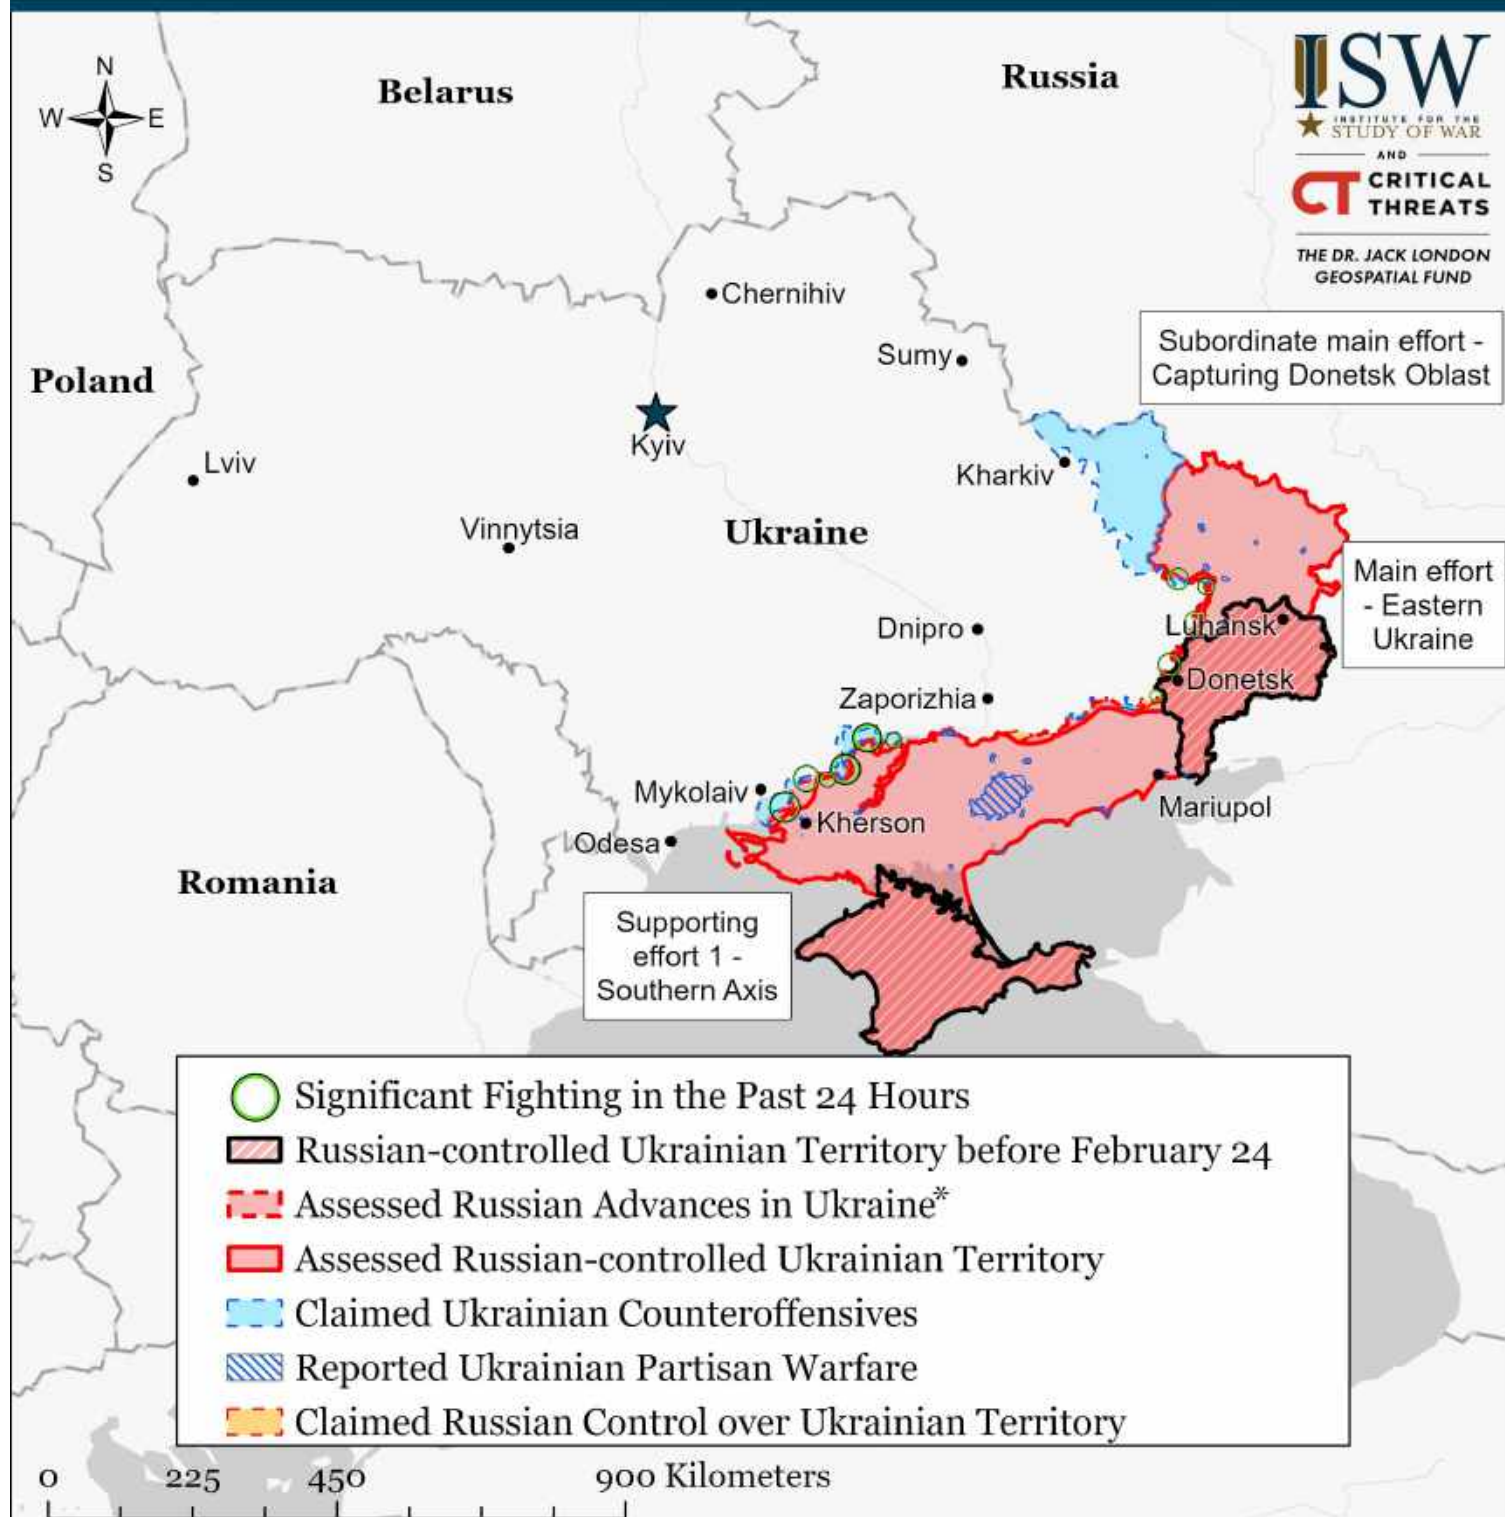 N
W E
S
Belarus
Russia
ISW
INSTITUTE FOR THE
STUDY OF WAR
AND
CT CRITICAL
THREATS
THE DR. JACK LONDON
GEOSPATIAL FUND
Chernihiv
Subordinate main effort -
Capturing Donetsk Oblast
Sumy
Poland
Kyiv
Lviv
Kharkiv
Vinnytsia
Ukraine
Main effort
- Eastern
Ukraine
Dnipro
Luhansk
Donetsk
Zaporizhia
Mykolaiv
Mariupol
Kherson
Odesa
Romania
Supporting
effort 1 -
Southern Axis
Significant Fighting in the Past 24 Hours
Russian-controlled Ukrainian Territory before February 24
Assessed Russian Advances in Ukraine*
Assessed Russian-controlled Ukrainian Territory
Claimed Ukrainian Counteroffensives
Reported Ukrainian Partisan Warfare
Claimed Russian Control over Ukrainian Territory
0 225 450 900 Kilometers